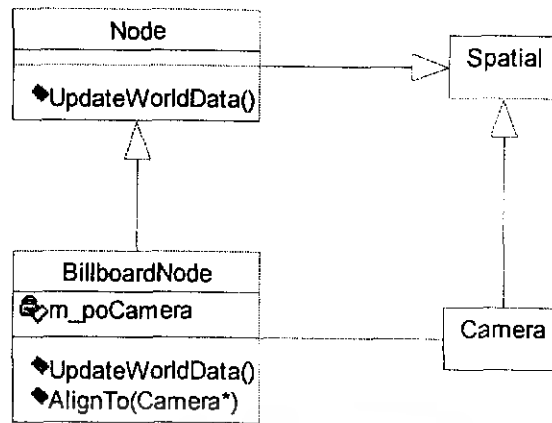 Node
UpdateWorldData()
Spatial
BillboardNode
m_poCamera
UpdateWorldData()
AlignTo(Camera*)
Camera